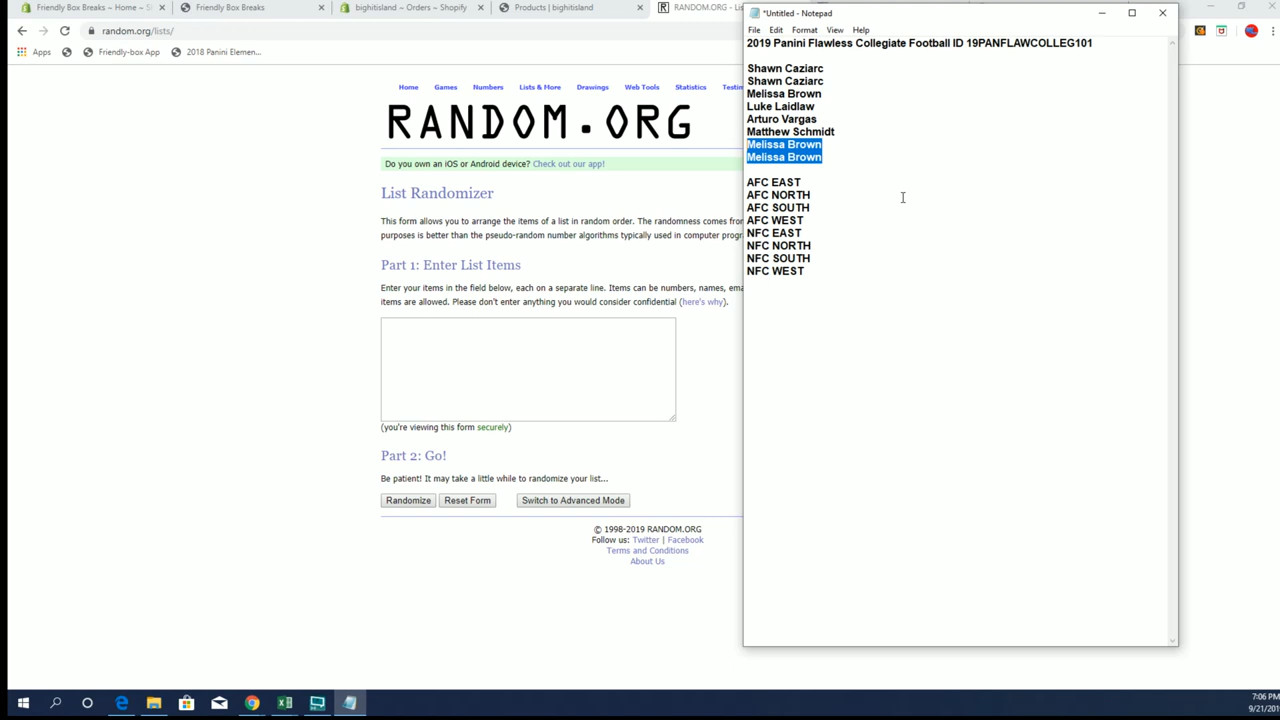 Friendly Box Breaks ~ Home ~ S
Friendly Box Breaks
bighitisland ~ Orders ~ Shopify
Products | bighitisland
RANDOM.ORG - Lis
random.org/lists/
Apps
Friendly-box App
2018 Panini Elemen...
Home
Games
Numbers
Lists & More
Drawings
Web Tools
Statistics
Testim
RANDOM.ORG
Do you own an iOS or Android device? Check out our app!
List Randomizer
This form allows you to arrange the items of a list in random order. The randomness comes from
purposes is better than the pseudo-random number algorithms typically used in computer prog
Part 1: Enter List Items
Enter your items in the field below, each on a separate line. Items can be numbers, names, ema
items are allowed. Please don't enter anything you would consider confidential (here's why).
(you're viewing this form securely)
Part 2: Go!
Be patient! It may take a little while to randomize your list...
Randomize
Reset Form
Switch to Advanced Mode
© 1998-2019 RANDOM.ORG
Follow us: Twitter | Facebook
Terms and Conditions
About Us
*Untitled - Notepad
File Edit Format View Help
2019 Panini Flawless Collegiate Football ID 19PANFLAWCOLLEG101
Shawn Caziarc
Shawn Caziarc
Melissa Brown
Luke Laidlaw
Arturo Vargas
Matthew Schmidt
Melissa Brown
Melissa Brown
AFC EAST
AFC NORTH
AFC SOUTH
AFC WEST
NFC EAST
NFC NORTH
NFC SOUTH
NFC WEST
7:06 PM
9/21/201